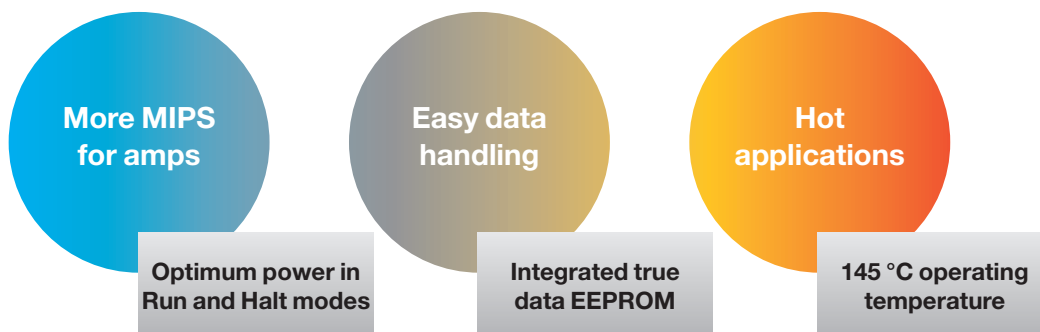 More MIPS
for amps
Optimum power in
Run and Halt modes
Easy data
handling
Integrated true
data EEPROM
Hot
applications
145 °C operating
temperature